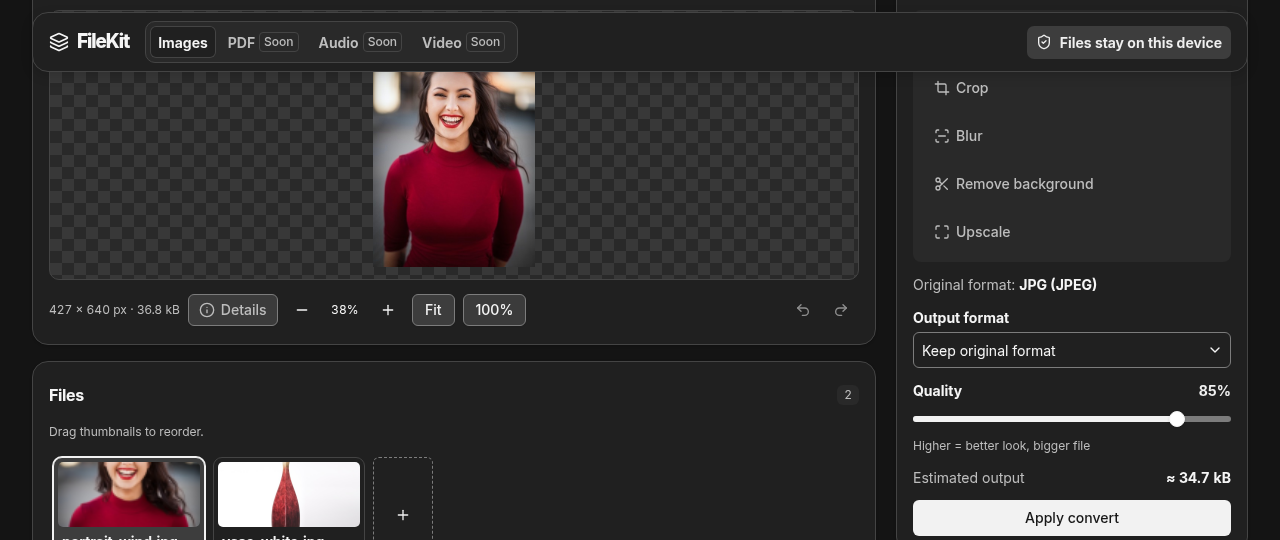 FileKit
Images
PDF Soon
Audio Soon
Video Soon
Files stay on this device
Crop
Blur
Remove background
Upscale
427 × 640 px · 36.8 kB
Details
38%
Fit
100%
Original format: JPG (JPEG)
Output format
Keep original format
Quality 85%
Higher = better look, bigger file
Estimated output ≈ 34.7 kB
Apply convert
Files 2
Drag thumbnails to reorder.